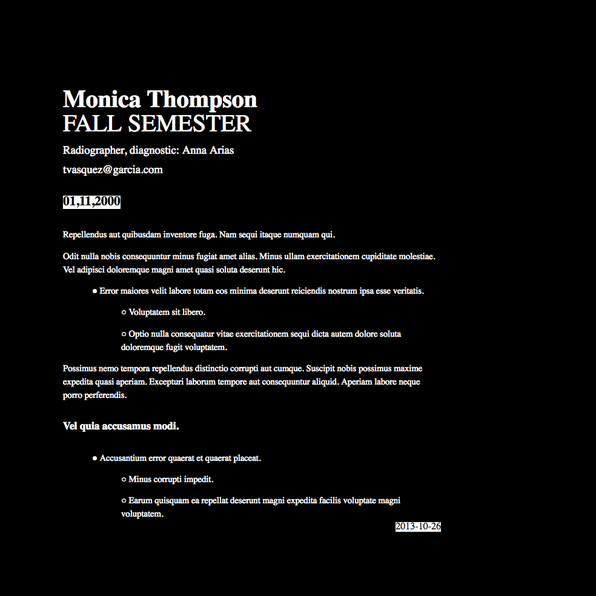 Monica Thompson
FALL SEMESTER
Radiographer, diagnostic: Anna Arias
tvasquez@garcia.com
01,11,2000
Repellendus aut quibusdam inventore fuga. Nam sequi itaque numquam qui.
Odit nulla nobis consequuntur minus fugiat amet alias. Minus ullam exercitationem cupiditate molestiae.
Vel adipisci doloremque magni amet quasi soluta deserunt hic.
● Error maiores velit labore totam eos minima deserunt reiciendis nostrum ipsa esse veritatis.
○ Voluptatem sit libero.
○ Optio nulla consequatur vitae exercitationem sequi dicta autem dolore soluta
doloremque fugit voluptatem.
Possimus nemo tempora repellendus distinctio corrupti aut cumque. Suscipit nobis possimus maxime
expedita quasi aperiam. Excepturi laborum tempore aut consequuntur aliquid. Aperiam labore neque
porro perferendis.
Vel quia accusamus modi.
● Accusantium error quaerat et quaerat placeat.
○ Minus corrupti impedit.
○ Earum quisquam ea repellat deserunt magni expedita facilis voluptate magni
voluptatem.
2013-10-26